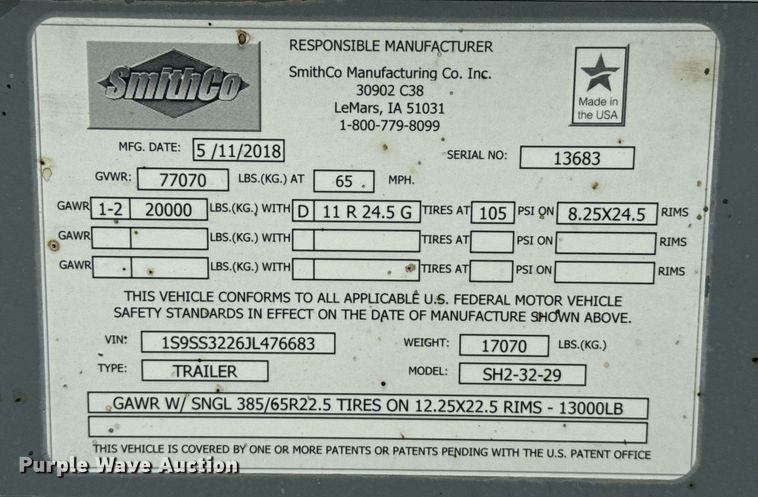 SmithCo
RESPONSIBLE MANUFACTURER
SmithCo Manufacturing Co. Inc.
30902 C38
LeMars, IA 51031
1-800-779-8099
Made in
the USA
MFG. DATE: 5 /11/2018
SERIAL NO: 13683
GVWR: 77070 LBS.(KG.) AT 65 MPH.
GAWR 1-2 20000 LBS.(KG.) WITH D 11 R 24.5 G TIRES AT 105 PSI ON 8.25X24.5 RIMS
GAWR LBS.(KG.) WITH TIRES AT PSI ON RIMS
GAWR LBS.(KG.) WITH TIRES AT PSI ON RIMS
THIS VEHICLE CONFORMS TO ALL APPLICABLE U.S. FEDERAL MOTOR VEHICLE
SAFETY STANDARDS IN EFFECT ON THE DATE OF MANUFACTURE SHOWN ABOVE.
VIN: 1S9SS3226JL476683 WEIGHT: 17070 LBS.(KG.)
TYPE: TRAILER MODEL: SH2-32-29
GAWR W/ SNGL 385/65R22.5 TIRES ON 12.25X22.5 RIMS - 13000LB
THIS VEHICLE IS COVERED BY ONE OR MORE PATENTS OR PATENTS PENDING WITH THE U.S. PATENT OFFICE
Purple Wave Auction